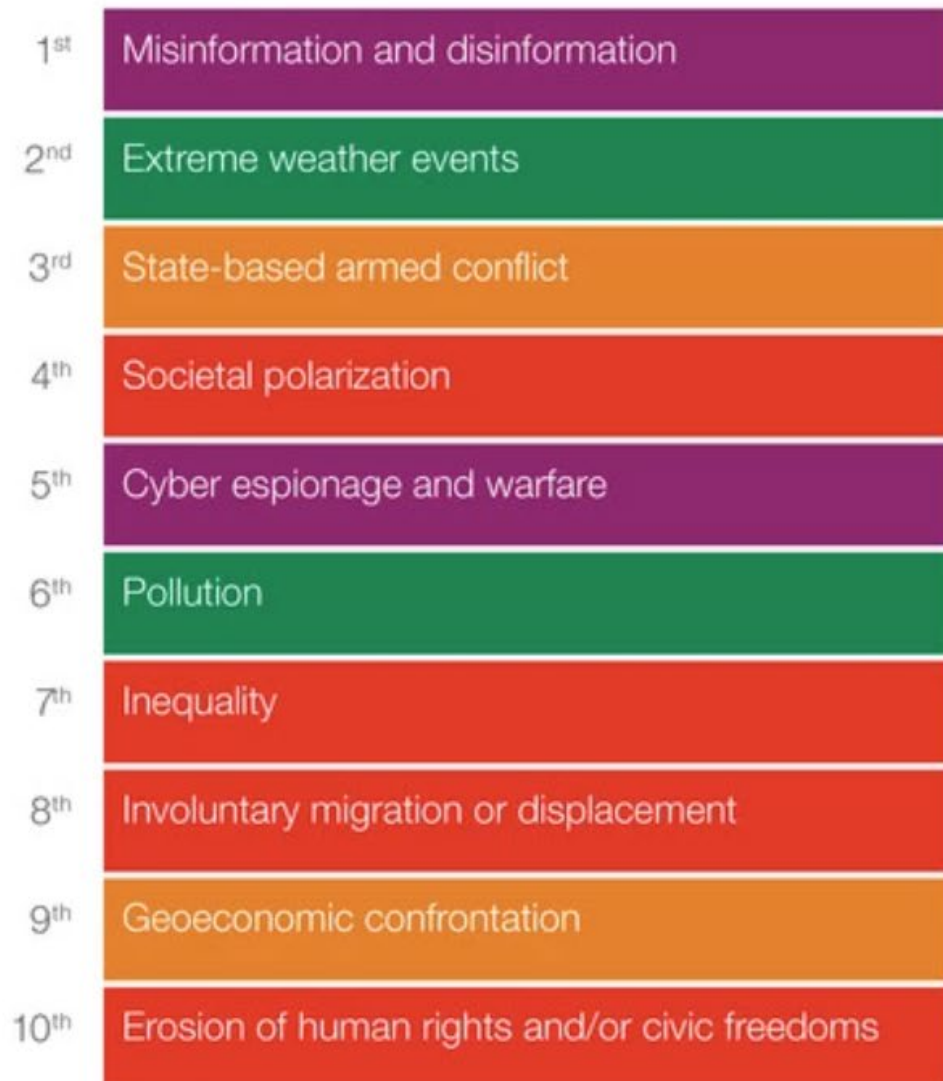 1st Misinformation and disinformation
2nd Extreme weather events
3rd State-based armed conflict
4th Societal polarization
5th Cyber espionage and warfare
6th Pollution
7th Inequality
8th Involuntary migration or displacement
9th Geoeconomic confrontation
10th Erosion of human rights and/or civic freedoms